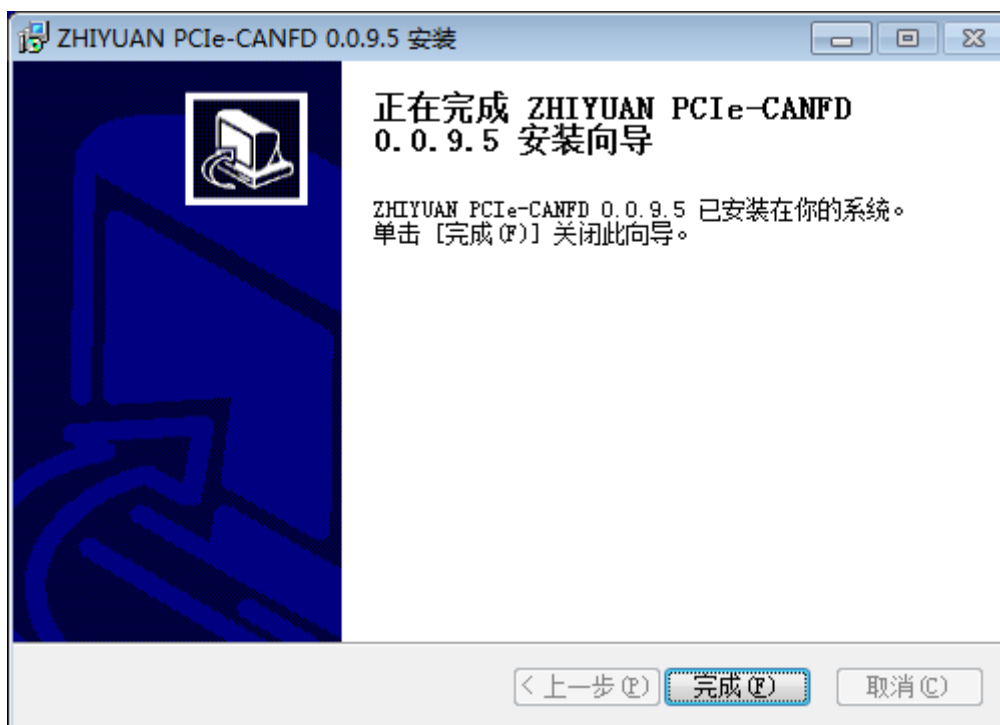 ZHIYUAN PCIe-CANFD 0.0.9.5 安装
正在完成 ZHIYUAN PCIe-CANFD
0.0.9.5 安装向导
ZHIYUAN PCIe-CANFD 0.0.9.5 已安装在你的系统。
单击 [完成(F)] 关闭此向导。
< 上一步(P)
完成(F)
取消(C)